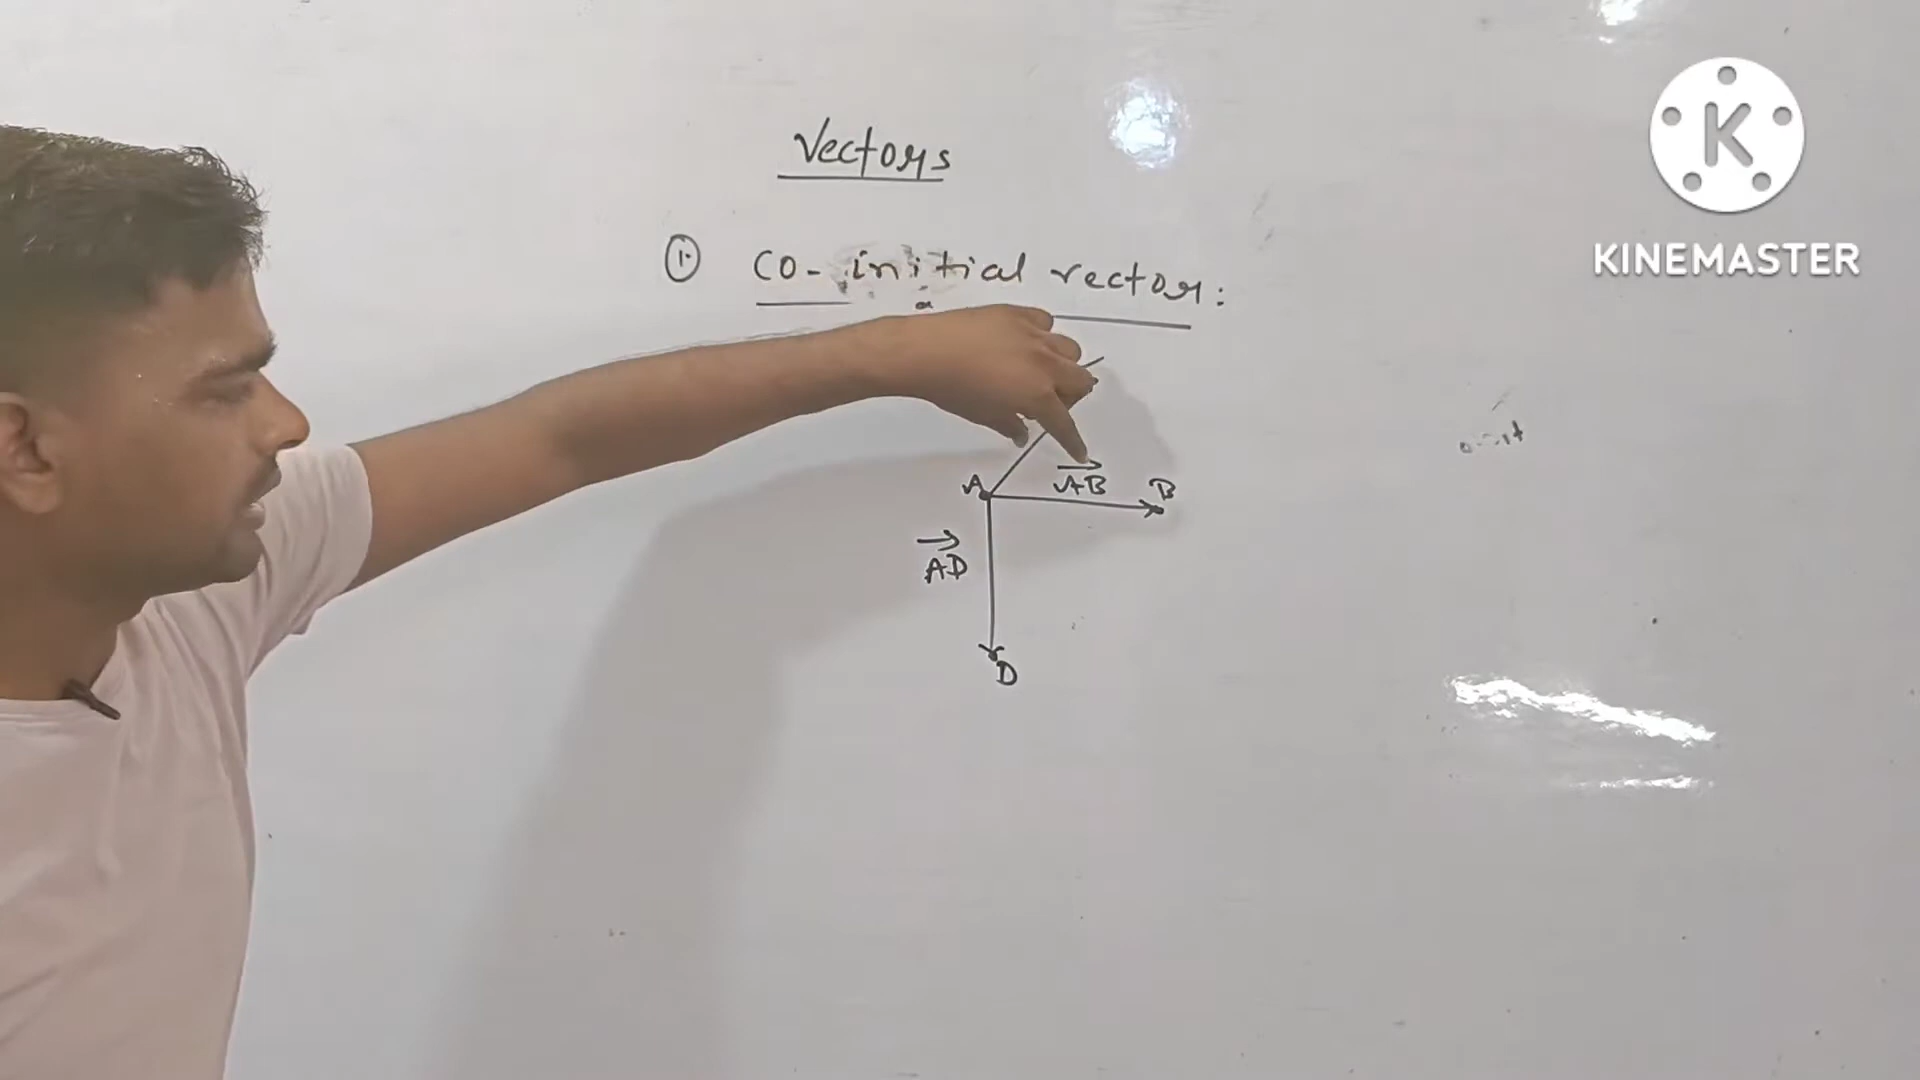 Vectors
① Co-initial vector:
A
AB
B
AD
D
K
KINEMASTER